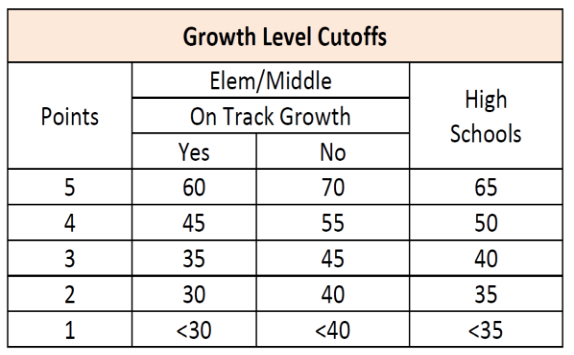 Growth Level Cutoffs
Points
Elem/Middle
High Schools
On Track Growth
Yes No
5 60 70 65
4 45 55 50
3 35 45 40
2 30 40 35
1 <30 <40 <35